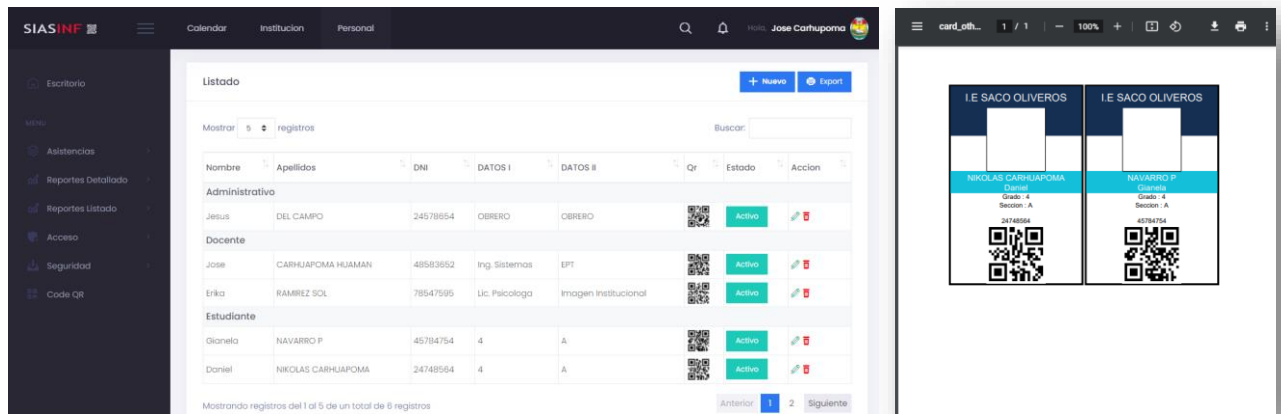 SIASINF
Calendar Institucion Personal
Hola, Jose Carhupoma
Escritorio
MENU
Asistencias
Reportes Detallado
Reportes Listado
Acceso
Seguridad
Code QR
Listado
+ Nuevo Export
Mostrar 5 registros
Buscar:
Nombre Apellidos DNI DATOS I DATOS II Qr Estado Accion
Administrativo
Jesus DEL CAMPO 24578654 OBRERO OBRERO Activo
Docente
Jose CARHUAPOMA HUAMAN 48583652 Ing. Sistemas EPT Activo
Erika RAMIREZ SOL 78547595 Lic. Psicologa Imagen Institucional Activo
Estudiante
Gianela NAVARRO P 45784754 4 A Activo
Daniel NIKOLAS CARHUAPOMA 24748564 4 A Activo
Mostrando registros del 1 al 5 de un total de 6 registros
Anterior 1 2 Siguiente
card_oth... 1 / 1 | − 100% +
I.E SACO OLIVEROS
NIKOLAS CARHUAPOMA
Daniel
Grado : 4
Seccion : A
24748564
I.E SACO OLIVEROS
NAVARRO P
Gianela
Grado : 4
Seccion : A
45784754